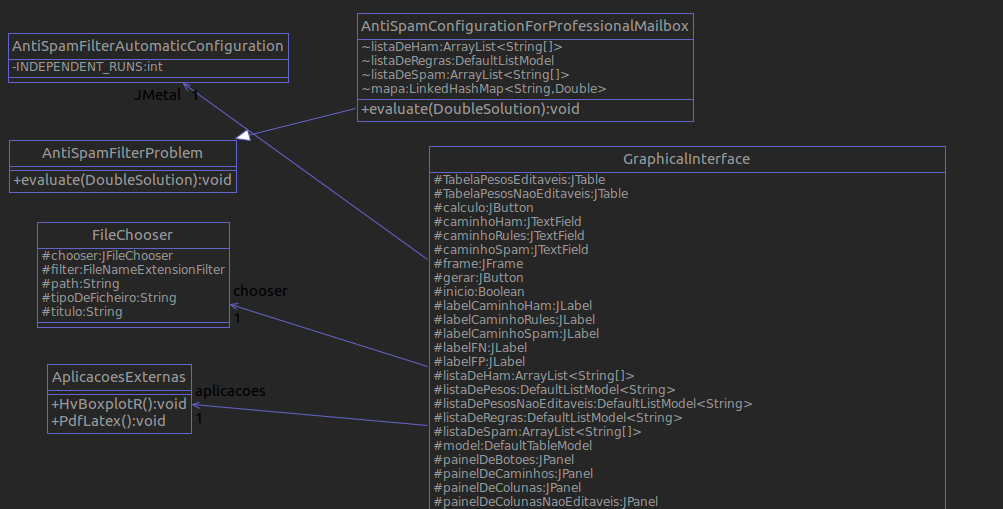 AntiSpamFilterAutomaticConfiguration
-INDEPENDENT_RUNS:int
JMetal 1
AntiSpamConfigurationForProfessionalMailbox
~listaDeHam:ArrayList<String[]>
~listaDeRegras:DefaultListModel
~listaDeSpam:ArrayList<String[]>
~mapa:LinkedHashMap<String,Double>
+evaluate(DoubleSolution):void
AntiSpamFilterProblem
+evaluate(DoubleSolution):void
FileChooser
#chooser:JFileChooser
#filter:FileNameExtensionFilter
#path:String
#tipoDeFicheiro:String
#titulo:String
chooser
1
AplicacoesExternas
+HvBoxplotR():void
+PdfLatex():void
aplicacoes
1
GraphicalInterface
#TabelaPesosEditaveis:JTable
#TabelaPesosNaoEditaveis:JTable
#calculo:JButton
#caminhoHam:JTextField
#caminhoRules:JTextField
#caminhoSpam:JTextField
#frame:JFrame
#gerar:JButton
#inicio:Boolean
#labelCaminhoHam:JLabel
#labelCaminhoRules:JLabel
#labelCaminhoSpam:JLabel
#labelFN:JLabel
#labelFP:JLabel
#listaDeHam:ArrayList<String[]>
#listaDePesos:DefaultListModel<String>
#listaDePesosNaoEditaveis:DefaultListModel<String>
#listaDeRegras:DefaultListModel<String>
#listaDeSpam:ArrayList<String[]>
#model:DefaultTableModel
#painelDeBotoes:JPanel
#painelDeCaminhos:JPanel
#painelDeColunas:JPanel
#painelDeColunasNaoEditaveis:JPanel